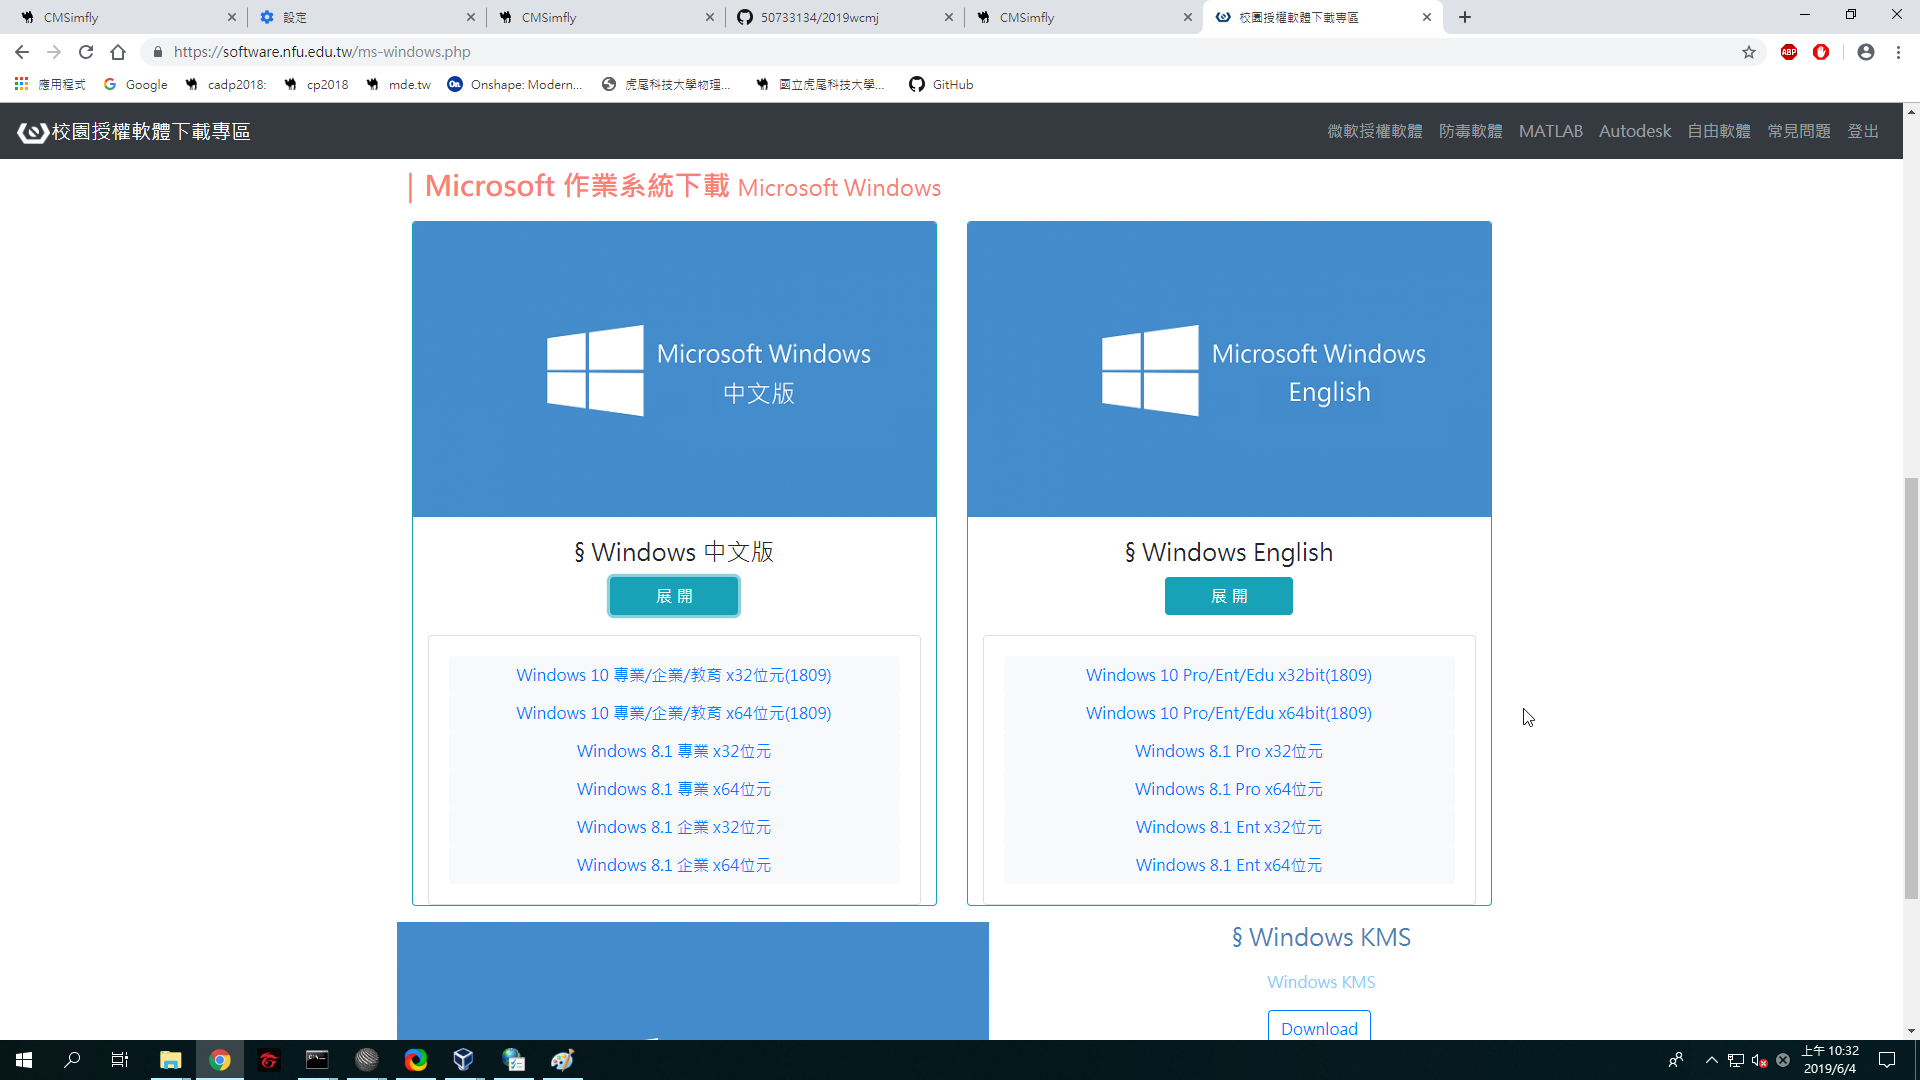 CMSimfly
設定
CMSimfly
50733134/2019wcmj
CMSimfly
校園授權軟體下載專區
https://software.nfu.edu.tw/ms-windows.php
ABP
應用程式
Google
cadp2018:
cp2018
mde.tw
On
Onshape: Modern...
虎尾科技大學物理...
國立虎尾科技大學...
GitHub
校園授權軟體下載專區
微軟授權軟體 防毒軟體 MATLAB Autodesk 自由軟體 常見問題 登出
| Microsoft 作業系統下載 Microsoft Windows
Microsoft Windows
中文版
§ Windows 中文版
展 開
Windows 10 專業/企業/教育 x32位元(1809)
Windows 10 專業/企業/教育 x64位元(1809)
Windows 8.1 專業 x32位元
Windows 8.1 專業 x64位元
Windows 8.1 企業 x32位元
Windows 8.1 企業 x64位元
Microsoft Windows
English
§ Windows English
展 開
Windows 10 Pro/Ent/Edu x32bit(1809)
Windows 10 Pro/Ent/Edu x64bit(1809)
Windows 8.1 Pro x32位元
Windows 8.1 Pro x64位元
Windows 8.1 Ent x32位元
Windows 8.1 Ent x64位元
§ Windows KMS
Windows KMS
Download
上午 10:32
2019/6/4